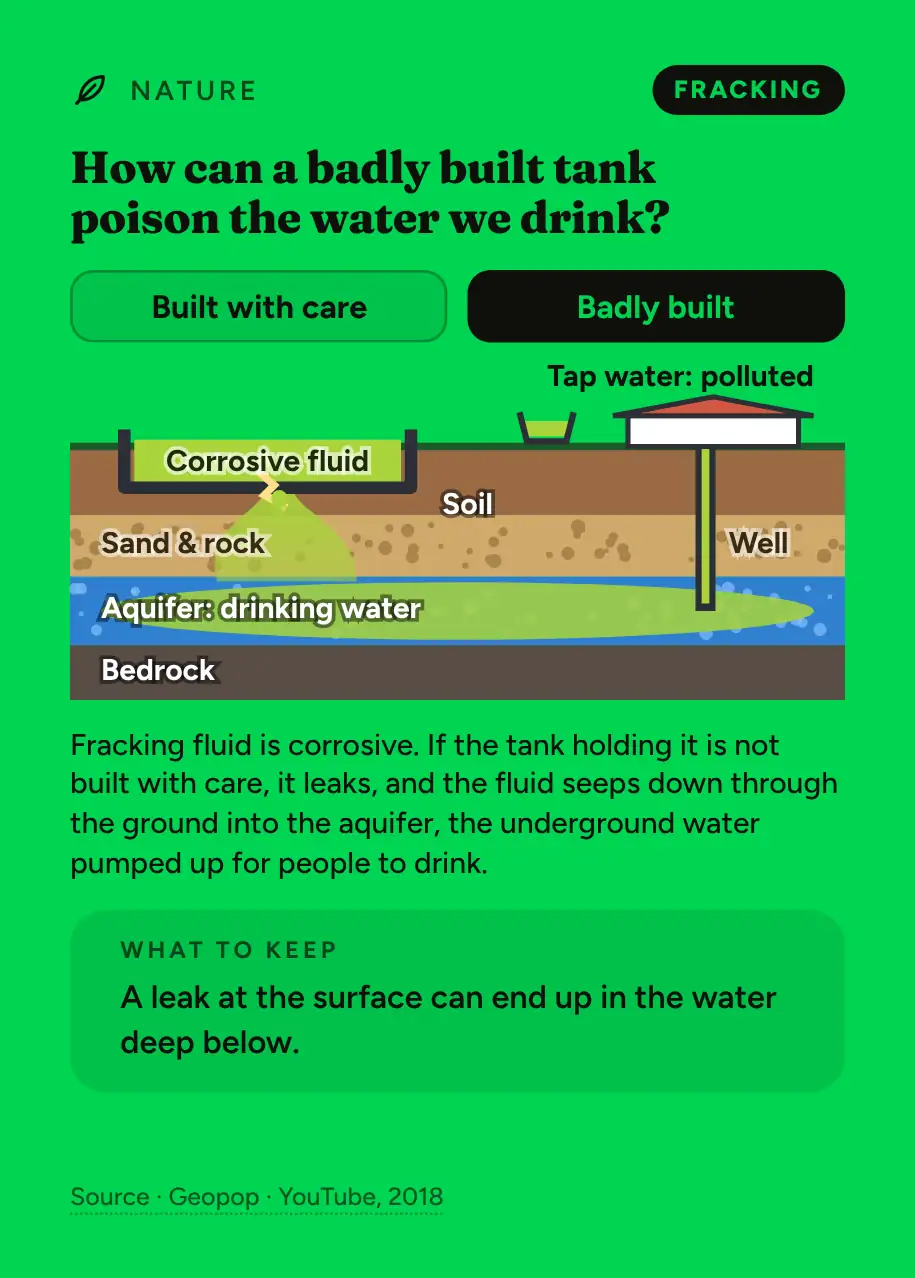 NATURE
FRACKING
How can a badly built tank
poison the water we drink?
Built with care
Badly built
Tap water: polluted
Corrosive fluid
Soil
Sand & rock
Well
Aquifer: drinking water
Bedrock
Fracking fluid is corrosive. If the tank holding it is not
built with care, it leaks, and the fluid seeps down through
the ground into the aquifer, the underground water
pumped up for people to drink.
WHAT TO KEEP
A leak at the surface can end up in the water
deep below.
Source · Geopop · YouTube, 2018